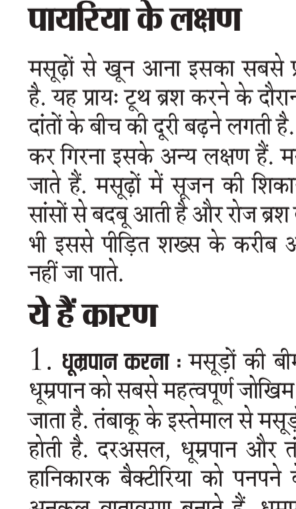 पायरिया के लक्षण
मसूढ़ों से खून आना इसका सबसे
है. यह प्रायः टूथ ब्रश करने के दौरान
दांतों के बीच की दूरी बढ़ने लगती है.
कर गिरना इसके अन्य लक्षण हैं.
जाते हैं. मसूढ़ों में सूजन की
सांसों से बदबू आती है और रोज ब्रश
भी इससे पीड़ित शख्स के करीब
नहीं जा पाते.
ये हैं कारण
1. धूम्रपान करना : मसूड़ों की
धूम्रपान को सबसे महत्वपूर्ण जोखिम
जाता है. तंबाकू के इस्तेमाल से
होती है. दरअसल, धूम्रपान और
हानिकारक बैक्टीरिया को पनपने